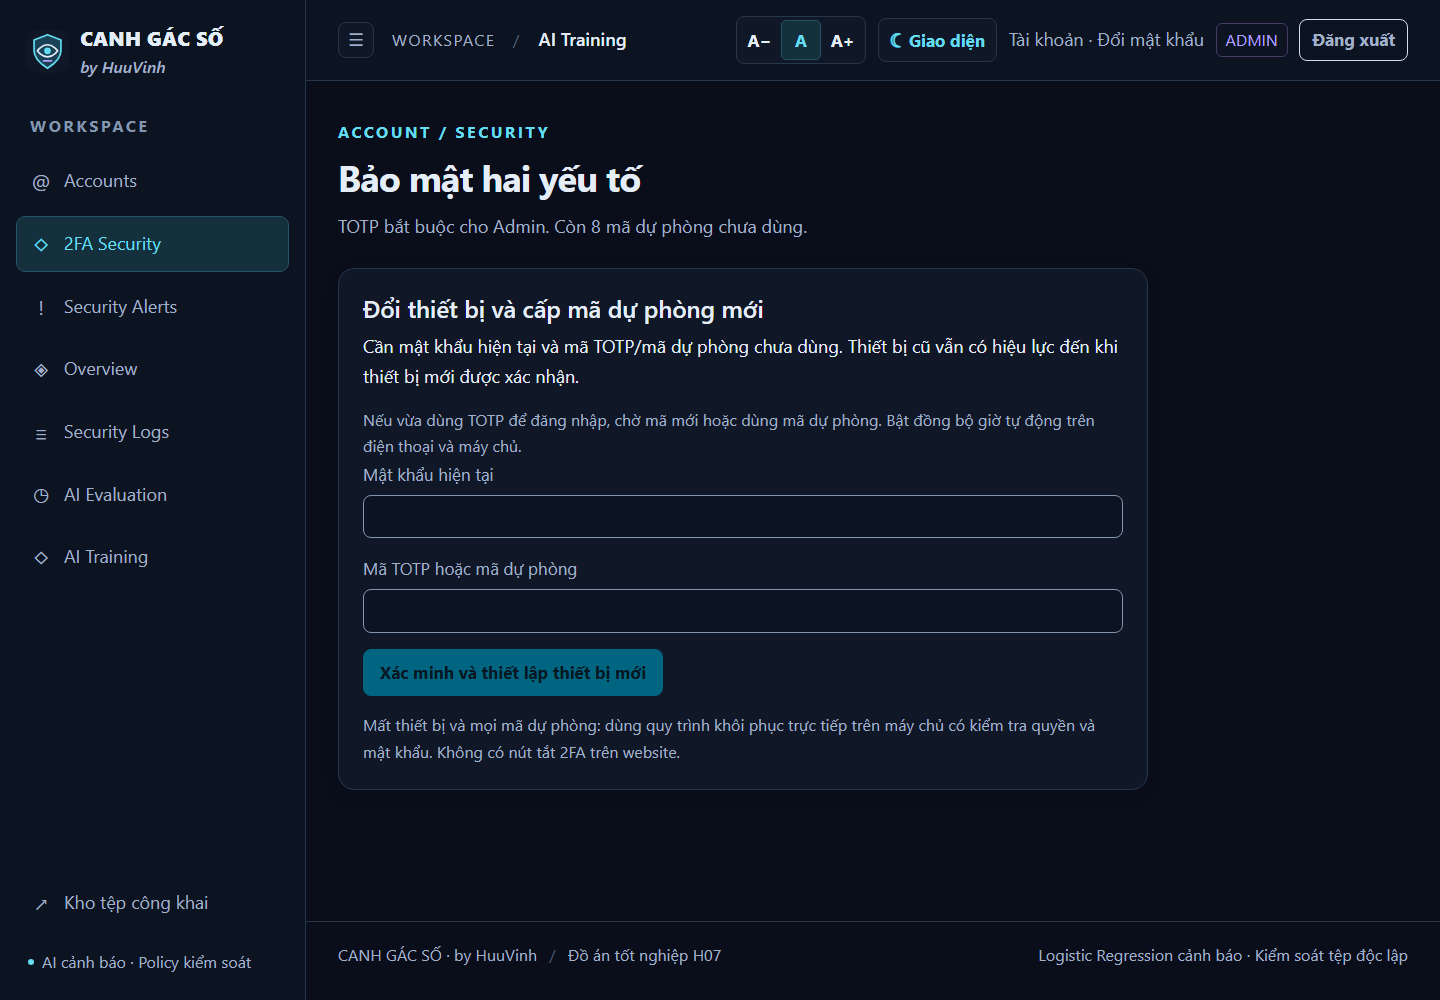 CANH GÁC SỐ
by HuuVinh
WORKSPACE
@ Accounts
2FA Security
! Security Alerts
Overview
Security Logs
AI Evaluation
AI Training
↗ Kho tệp công khai
AI cảnh báo · Policy kiểm soát
☰ WORKSPACE / AI Training
A− A A+ ☾ Giao diện Tài khoản · Đổi mật khẩu ADMIN Đăng xuất
ACCOUNT / SECURITY
Bảo mật hai yếu tố
TOTP bắt buộc cho Admin. Còn 8 mã dự phòng chưa dùng.
Đổi thiết bị và cấp mã dự phòng mới
Cần mật khẩu hiện tại và mã TOTP/mã dự phòng chưa dùng. Thiết bị cũ vẫn có hiệu lực đến khi
thiết bị mới được xác nhận.
Nếu vừa dùng TOTP để đăng nhập, chờ mã mới hoặc dùng mã dự phòng. Bật đồng bộ giờ tự động trên
điện thoại và máy chủ.
Mật khẩu hiện tại
Mã TOTP hoặc mã dự phòng
Xác minh và thiết lập thiết bị mới
Mất thiết bị và mọi mã dự phòng: dùng quy trình khôi phục trực tiếp trên máy chủ có kiểm tra quyền và
mật khẩu. Không có nút tắt 2FA trên website.
CANH GÁC SỐ · by HuuVinh / Đồ án tốt nghiệp H07
Logistic Regression cảnh báo · Kiểm soát tệp độc lập